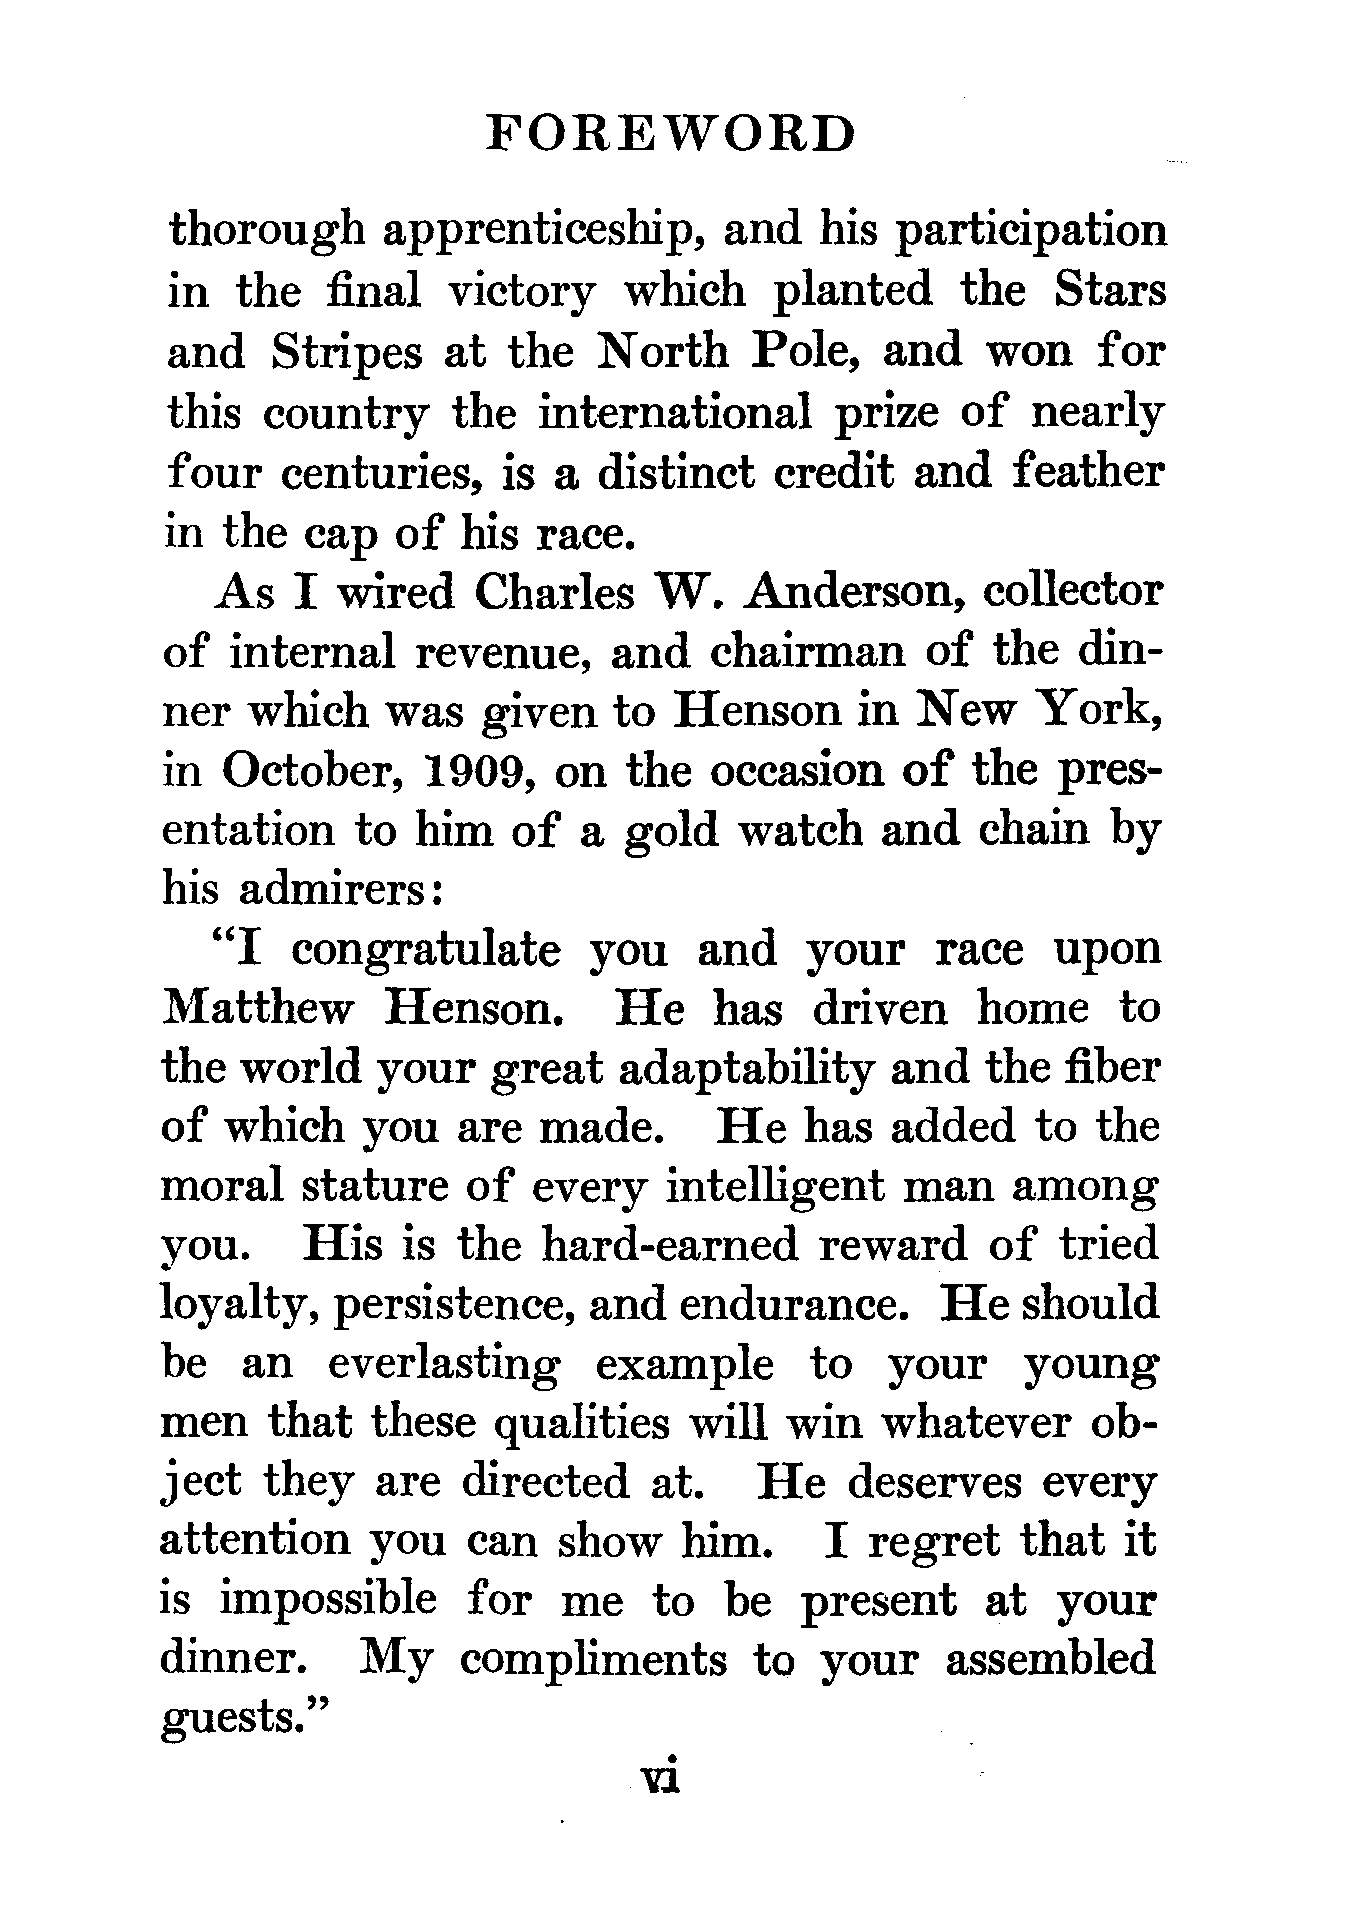 FOREWORD
thorough apprenticeship, and his participation
in the final victory which planted the Stars
and Stripes at the North Pole, and won for
this country the international prize of nearly
four centuries, is a distinct credit and feather
in the cap of his race.
As I wired Charles W. Anderson, collector
of internal revenue, and chairman of the din-
ner which was given to Henson in New York,
in October, 1909, on the occasion of the pres-
entation to him of a gold watch and chain by
his admirers:
"I congratulate you and your race upon
Matthew Henson. He has driven home to
the world your great adaptability and the fiber
of which you are made. He has added to the
moral stature of every intelligent man among
you. His is the hard-earned reward of tried
loyalty, persistence, and endurance. He should
be an everlasting example to your young
men that these qualities will win whatever ob-
ject they are directed at. He deserves every
attention you can show him. I regret that it
is impossible for me to be present at your
dinner. My compliments to your assembled
guests."
vi